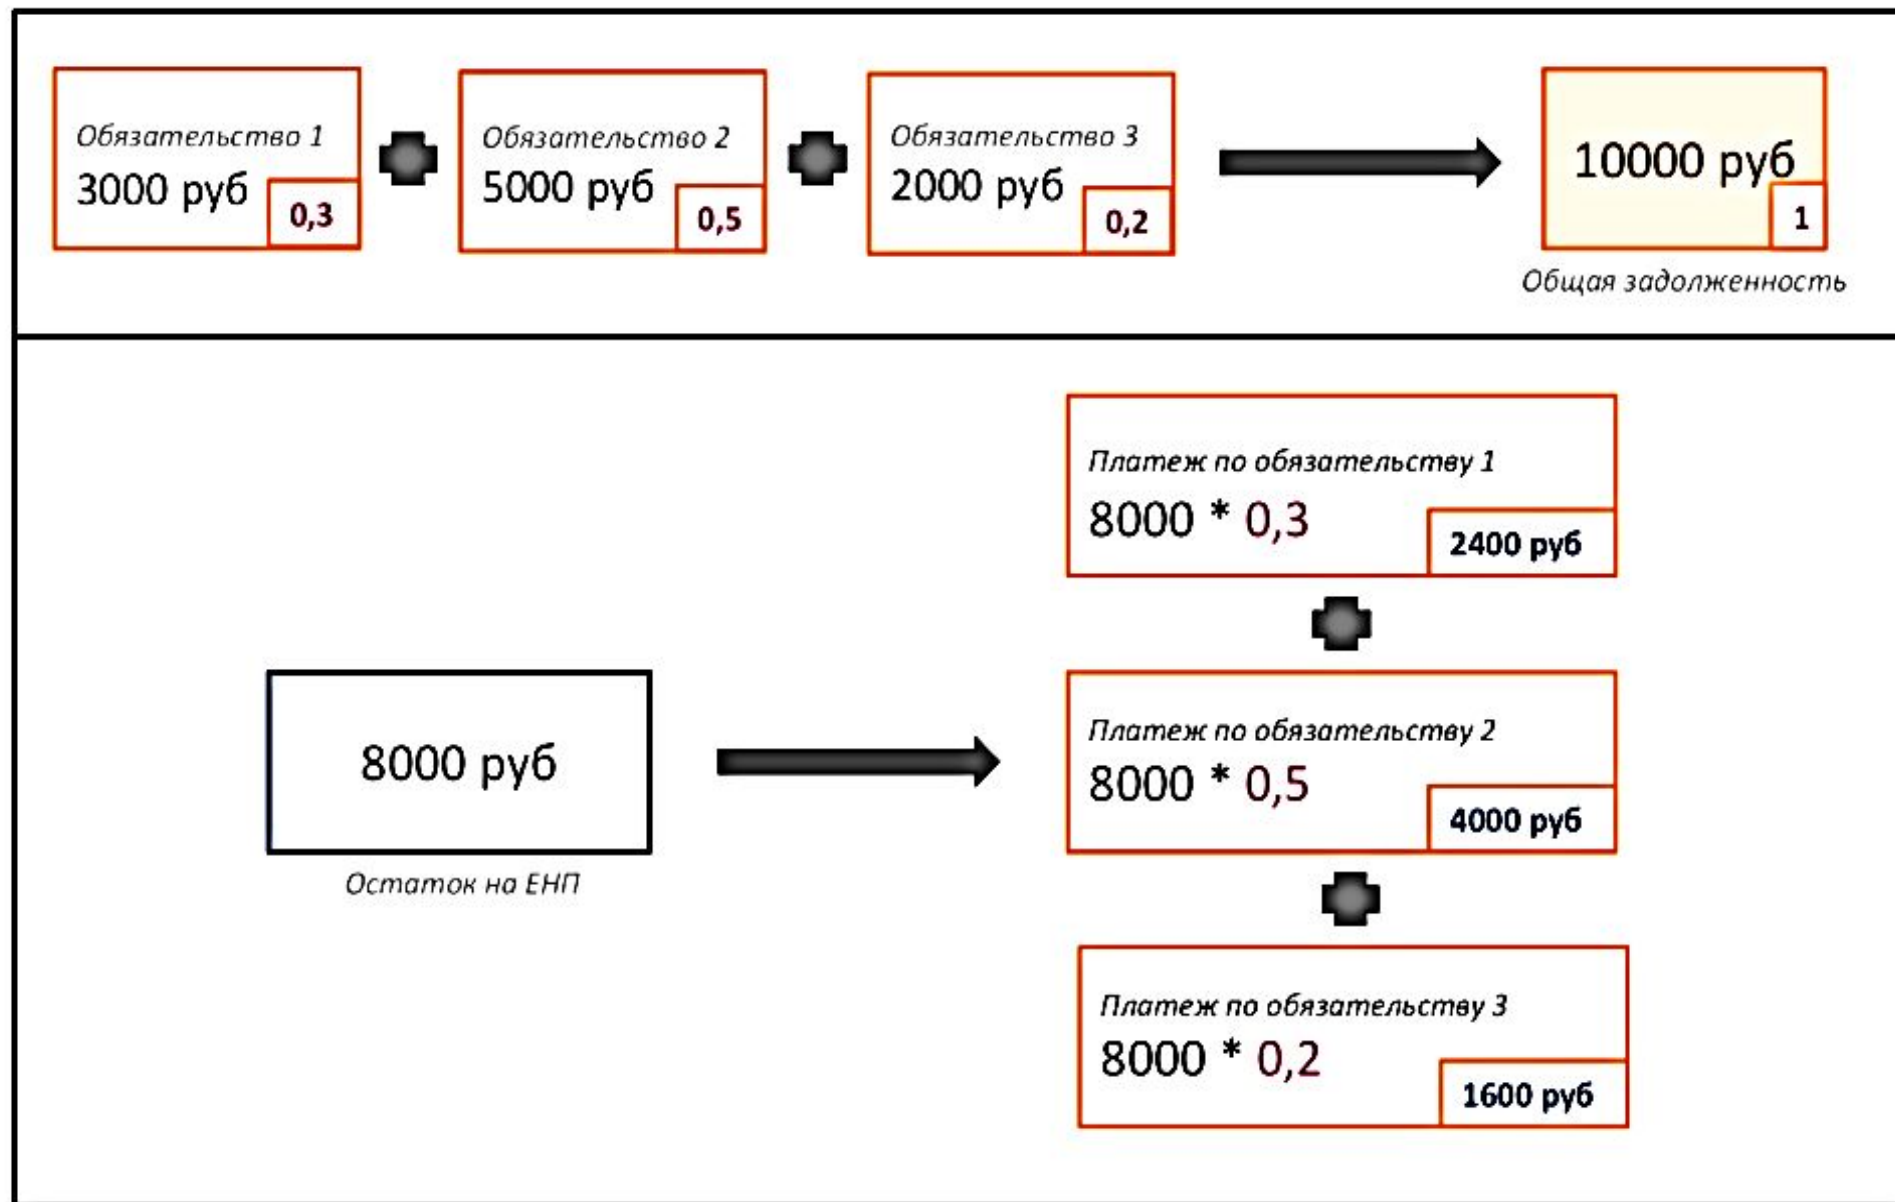 Обязательство 1
3000 руб
0,3
Обязательство 2
5000 руб
0,5
Обязательство 3
2000 руб
0,2
10000 руб
1
Общая задолженность
Платеж по обязательству 1
8000 * 0,3
2400 руб
8000 руб
Остаток на ЕНП
Платеж по обязательству 2
8000 * 0,5
4000 руб
Платеж по обязательству 3
8000 * 0,2
1600 руб